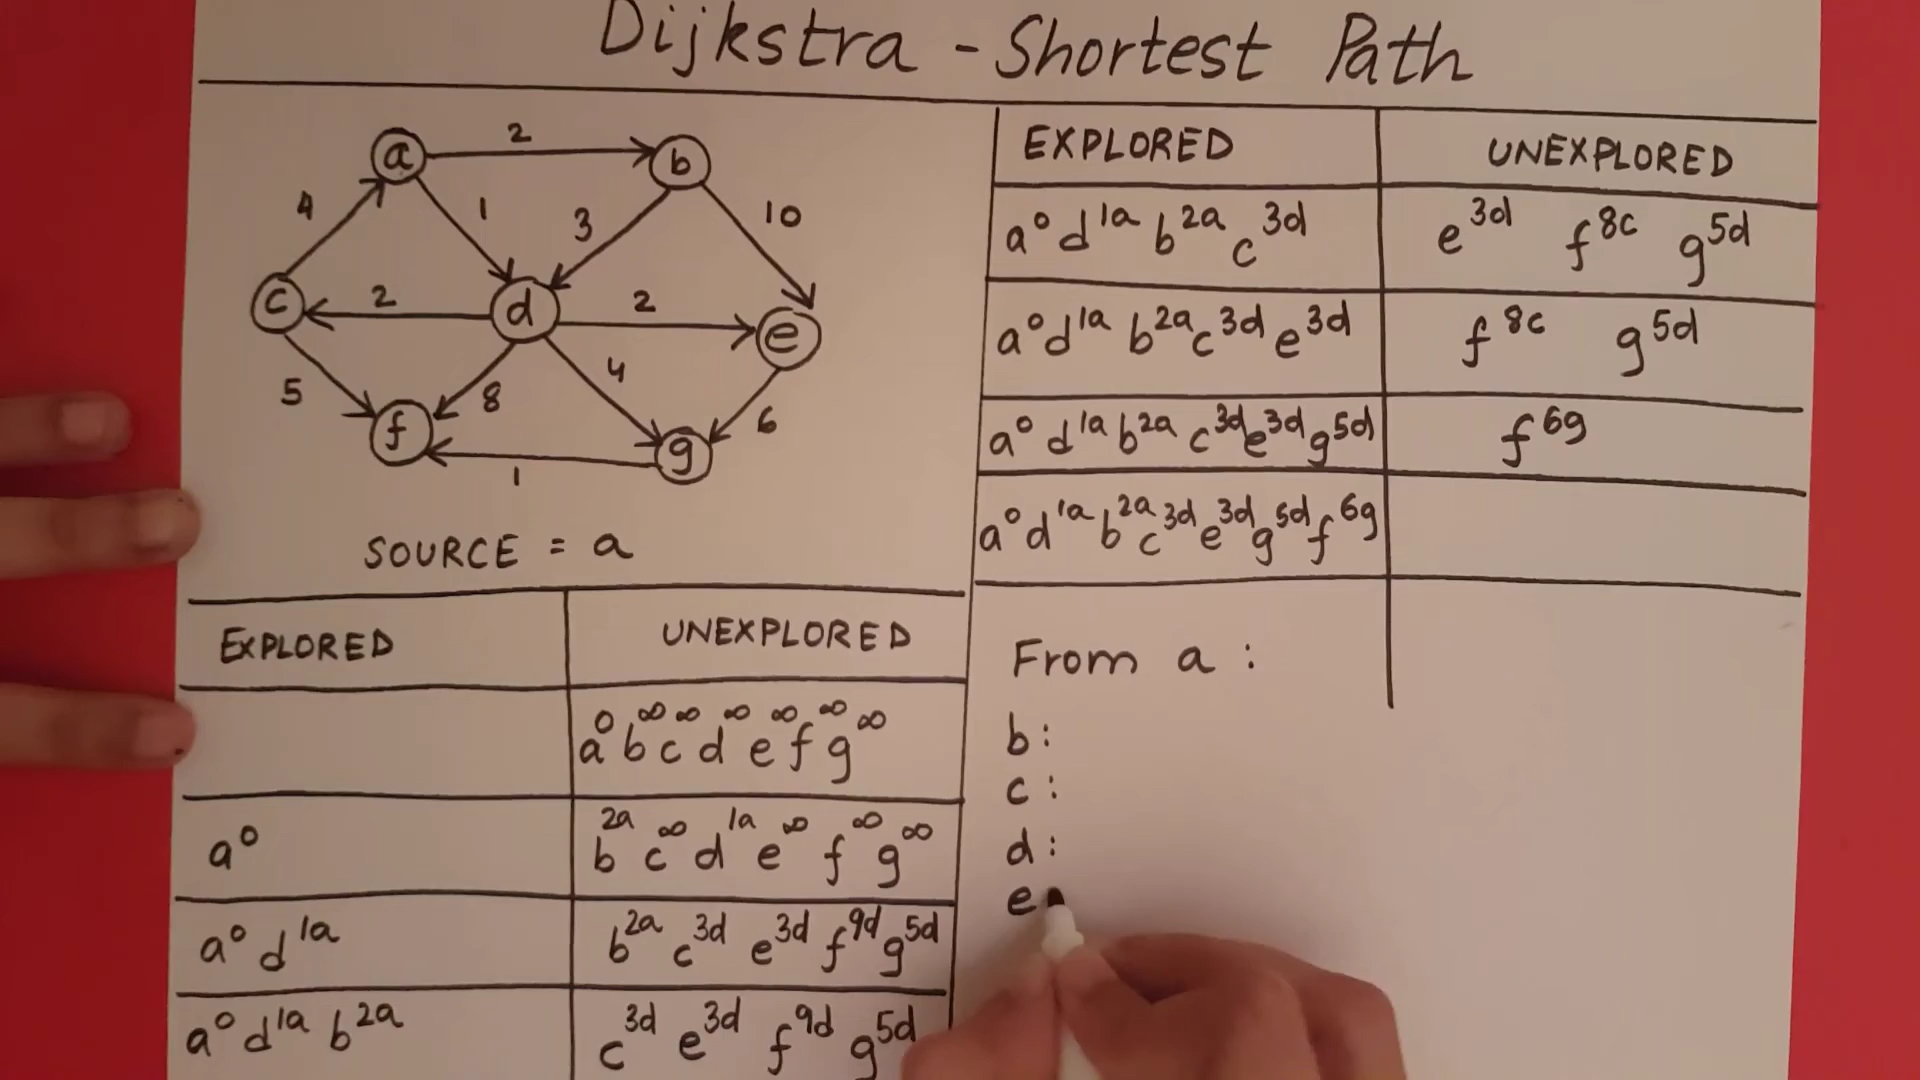 Dijkstra - Shortest Path
a 2 b
4 1 3 10
c 2 d 2 e
5 8 4 6
f 1 g
SOURCE = a
EXPLORED UNEXPLORED
a⁰ b^∞ c^∞ d^∞ e^∞ f^∞ g^∞
a⁰ b^2a c^∞ d^1a e^∞ f^∞ g^∞
a⁰ d^1a b^2a c^3d e^3d f^9d g^5d
a⁰ d^1a b^2a c^3d e^3d f^9d g^5d
EXPLORED UNEXPLORED
a⁰ d^1a b^2a c^3d e^3d f^8c g^5d
a⁰ d^1a b^2a c^3d e^3d f^8c g^5d
a⁰ d^1a b^2a c^3d e^3d g^5d f^6g
a⁰ d^1a b^2a c^3d e^3d g^5d f^6g
From a :
b :
c :
d :
e